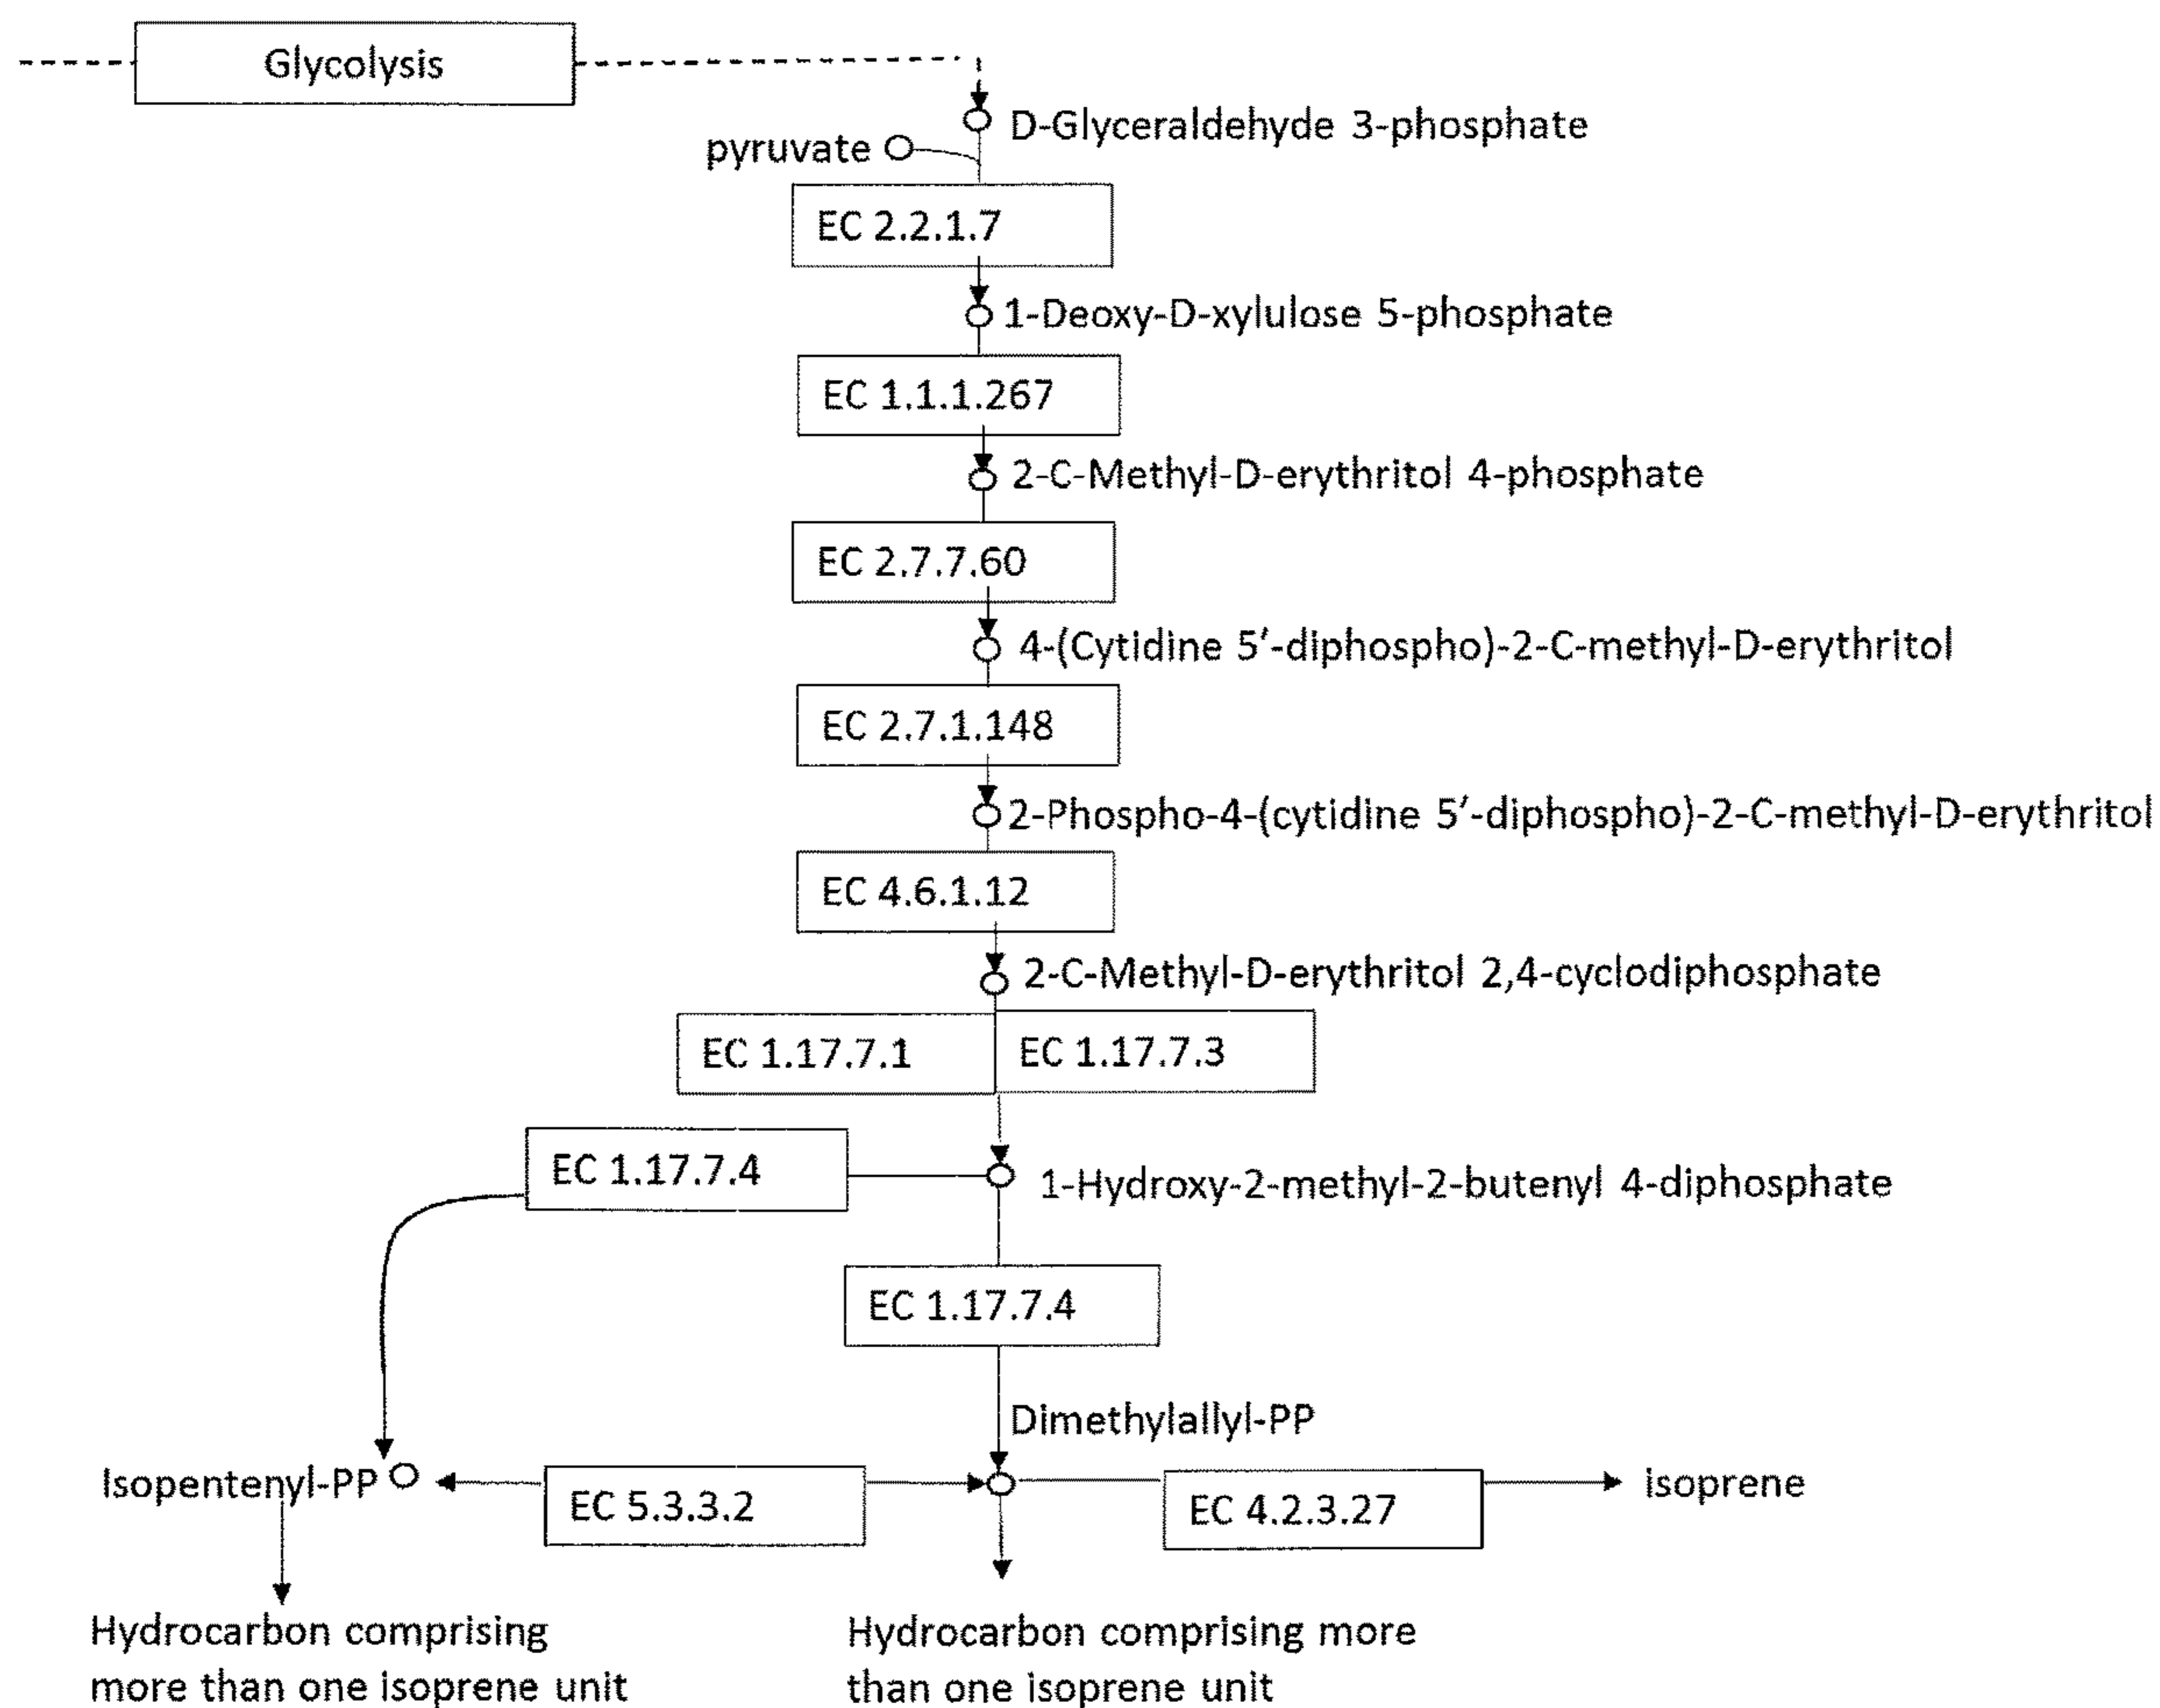 Glycolysis
D-Glyceraldehyde 3-phosphate
pyruvate
EC 2.2.1.7
1-Deoxy-D-xylulose 5-phosphate
EC 1.1.1.267
2-C-Methyl-D-erythritol 4-phosphate
EC 2.7.7.60
4-(Cytidine 5′-diphospho)-2-C-methyl-D-erythritol
EC 2.7.1.148
2-Phospho-4-(cytidine 5′-diphospho)-2-C-methyl-D-erythritol
EC 4.6.1.12
2-C-Methyl-D-erythritol 2,4-cyclodiphosphate
EC 1.17.7.1
EC 1.17.7.3
EC 1.17.7.4
1-Hydroxy-2-methyl-2-butenyl 4-diphosphate
EC 1.17.7.4
Dimethylallyl-PP
Isopentenyl-PP
EC 5.3.3.2
EC 4.2.3.27
isoprene
Hydrocarbon comprising
more than one isoprene unit
Hydrocarbon comprising more
than one isoprene unit